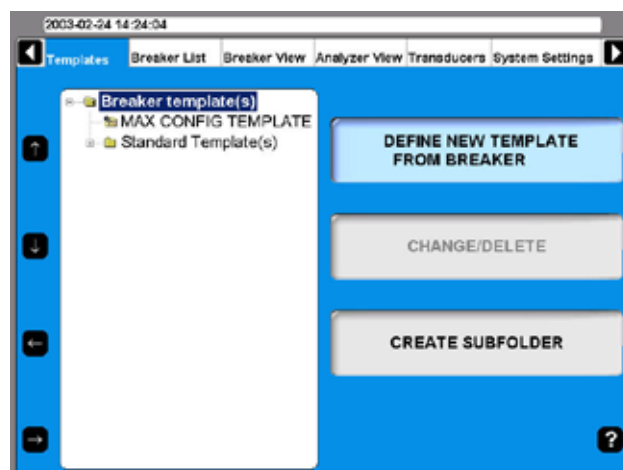 2003-02-24 14:24:04
Templates Breaker List Breaker View Analyzer View Transducers System Settings
Breaker template(s)
MAX CONFIG TEMPLATE
Standard Template(s)
DEFINE NEW TEMPLATE
FROM BREAKER
CHANGE/DELETE
CREATE SUBFOLDER
?